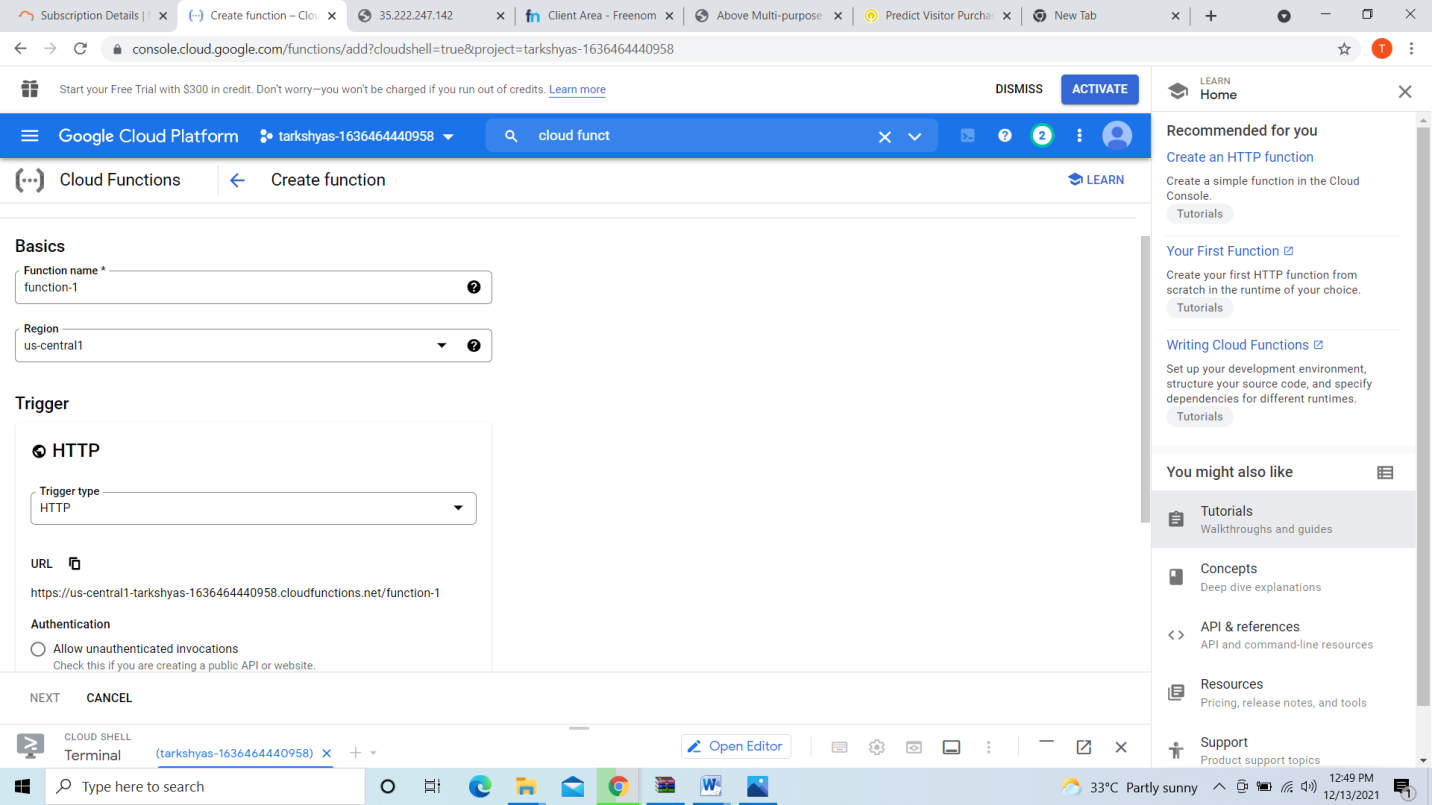 Subscription Details | N
Create function – Clou
35.222.247.142
Client Area - Freenom
Above Multi-purpose
Predict Visitor Purcha
New Tab
console.cloud.google.com/functions/add?cloudshell=true&project=tarkshyas-1636464440958
T
Start your Free Trial with $300 in credit. Don't worry—you won't be charged if you run out of credits. Learn more
DISMISS
ACTIVATE
Google Cloud Platform
tarkshyas-1636464440958
cloud funct
2
Cloud Functions
Create function
LEARN
Basics
Function name *
function-1
Region
us-central1
Trigger
HTTP
Trigger type
HTTP
URL
https://us-central1-tarkshyas-1636464440958.cloudfunctions.net/function-1
Authentication
Allow unauthenticated invocations
Check this if you are creating a public API or website.
NEXT
CANCEL
LEARN
Home
Recommended for you
Create an HTTP function
Create a simple function in the Cloud
Console.
Tutorials
Your First Function
Create your first HTTP function from
scratch in the runtime of your choice.
Tutorials
Writing Cloud Functions
Set up your development environment,
structure your source code, and specify
dependencies for different runtimes.
Tutorials
You might also like
Tutorials
Walkthroughs and guides
Concepts
Deep dive explanations
API & references
API and command-line resources
Resources
Pricing, release notes, and tools
Support
Product support topics
CLOUD SHELL
Terminal
(tarkshyas-1636464440958)
Open Editor
Type here to search
33°C Partly sunny
12:49 PM
12/13/2021
1